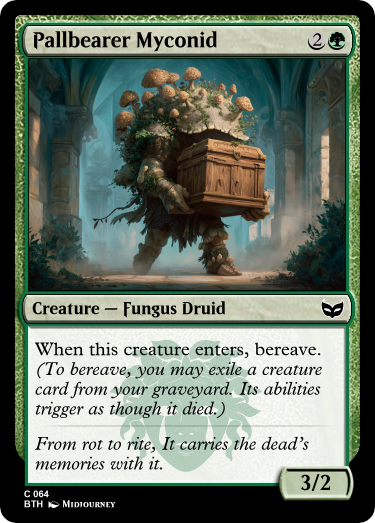 Pallbearer Myconid 2
Creature — Fungus Druid
When this creature enters, bereave.
(To bereave, you may exile a creature
card from your graveyard. Its abilities
trigger as though it died.)
From rot to rite, It carries the dead's
memories with it.
3/2
C 064
BTH Midjourney